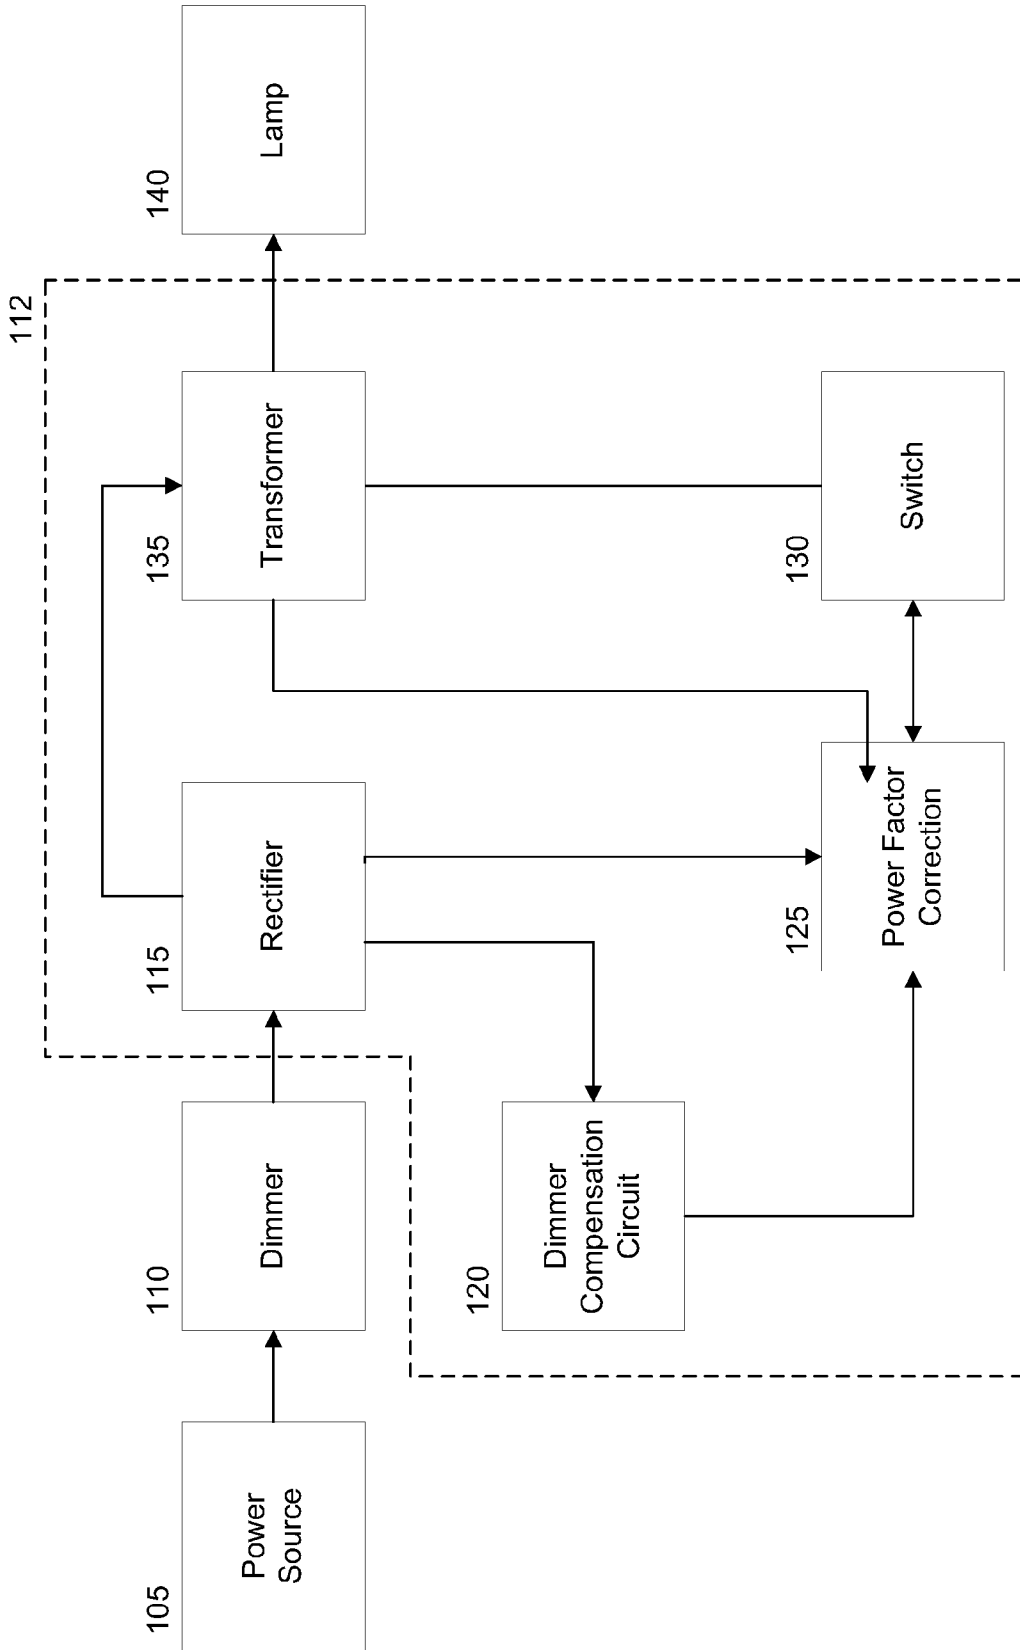 105
Power
Source
110
Dimmer
112
115
Rectifier
135
Transformer
140
Lamp
120
Dimmer
Compensation
Circuit
125
Power Factor
Correction
130
Switch